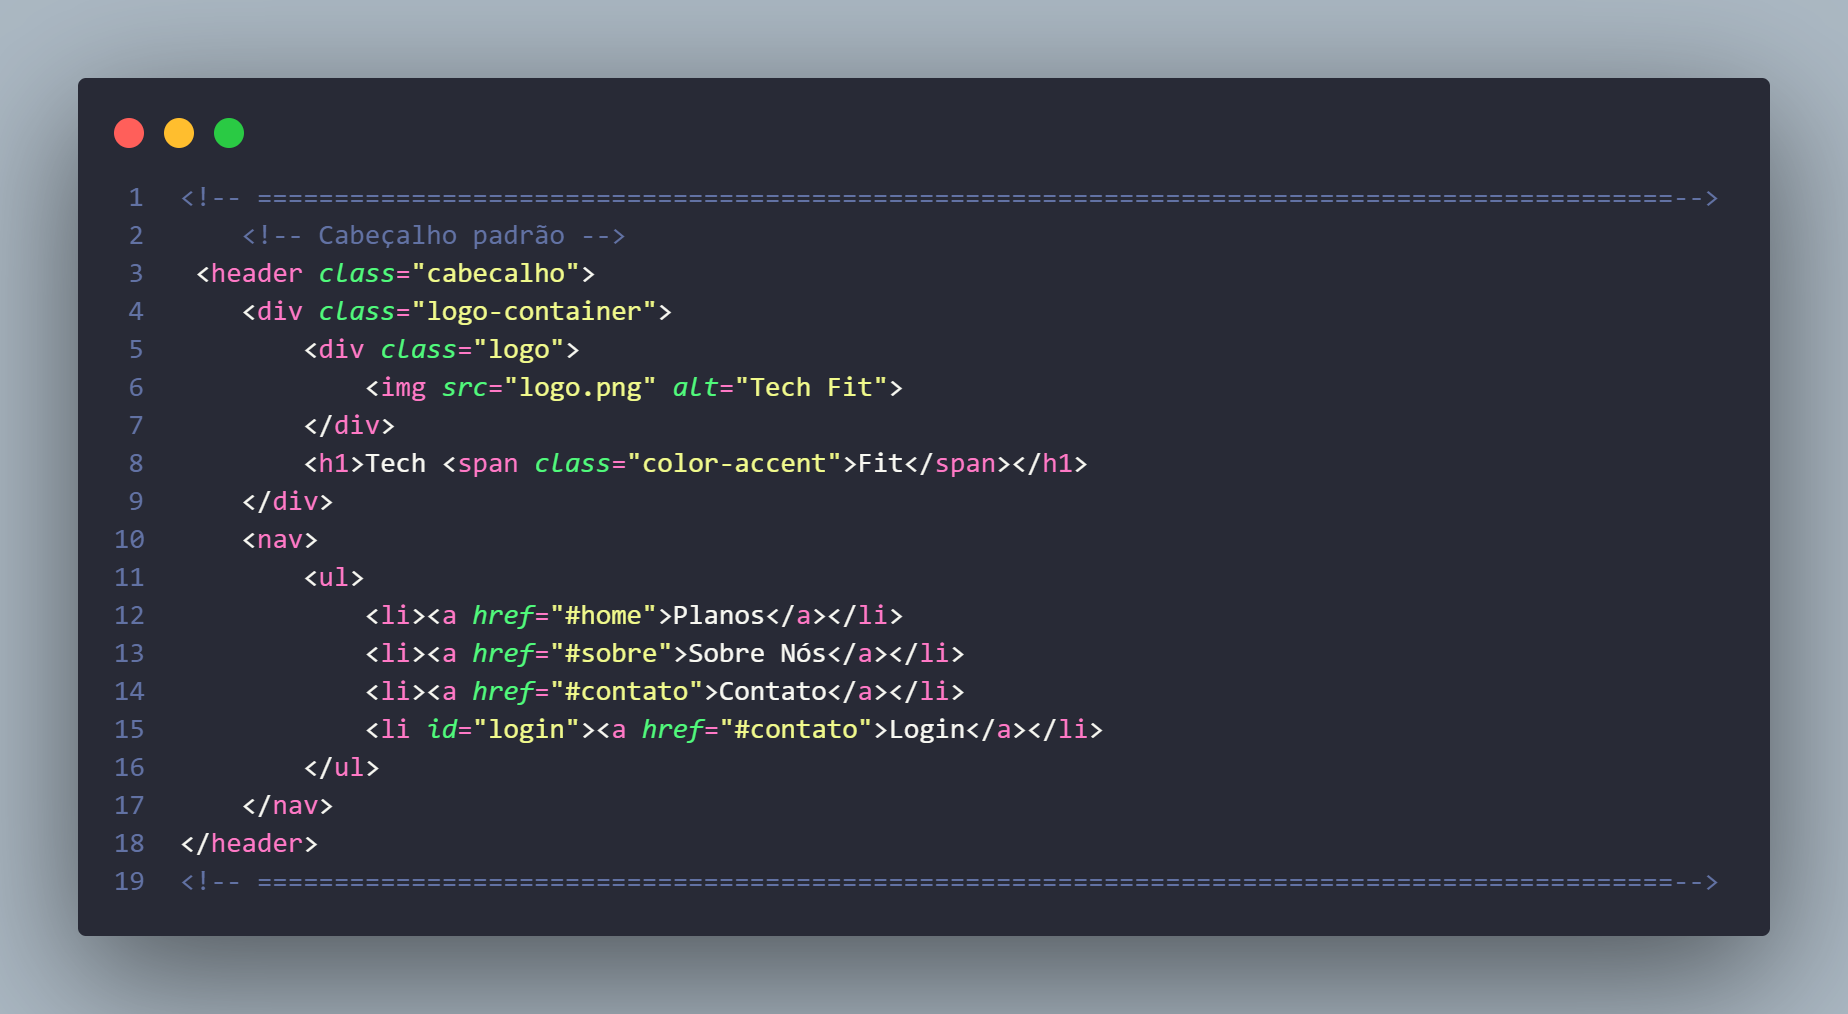 1 <!-- ============================================================================================-->
2     <!-- Cabeçalho padrão -->
3  <header class="cabecalho">
4     <div class="logo-container">
5         <div class="logo">
6             <img src="logo.png" alt="Tech Fit">
7         </div>
8         <h1>Tech <span class="color-accent">Fit</span></h1>
9     </div>
10     <nav>
11         <ul>
12             <li><a href="#home">Planos</a></li>
13             <li><a href="#sobre">Sobre Nós</a></li>
14             <li><a href="#contato">Contato</a></li>
15             <li id="login"><a href="#contato">Login</a></li>
16         </ul>
17     </nav>
18 </header>
19 <!-- ============================================================================================-->